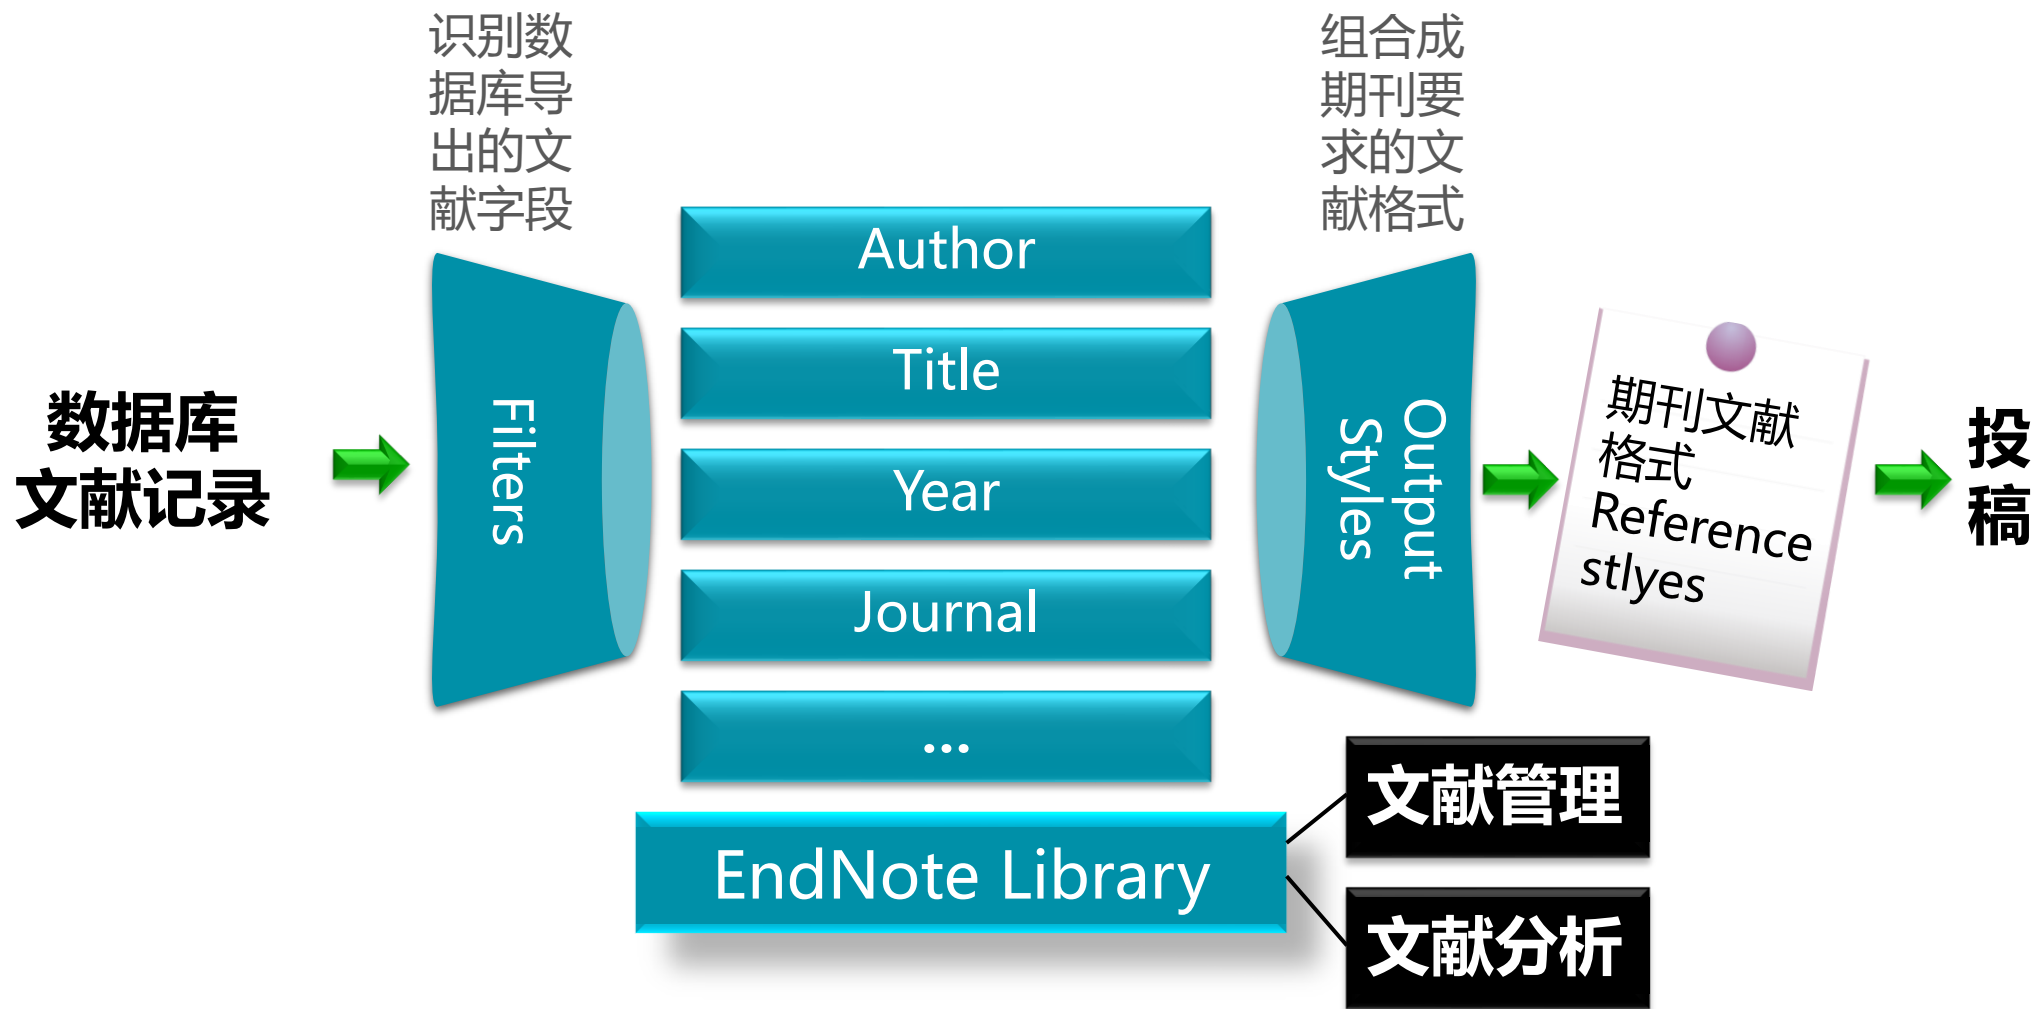 识别数
据库导
出的文
献字段
组合成
期刊要
求的文
献格式
数据库
文献记录
Filters
Author
Title
Year
Journal
...
Output
Styles
期刊文献
格式
Reference
stlyes
投
稿
EndNote Library
文献管理
文献分析